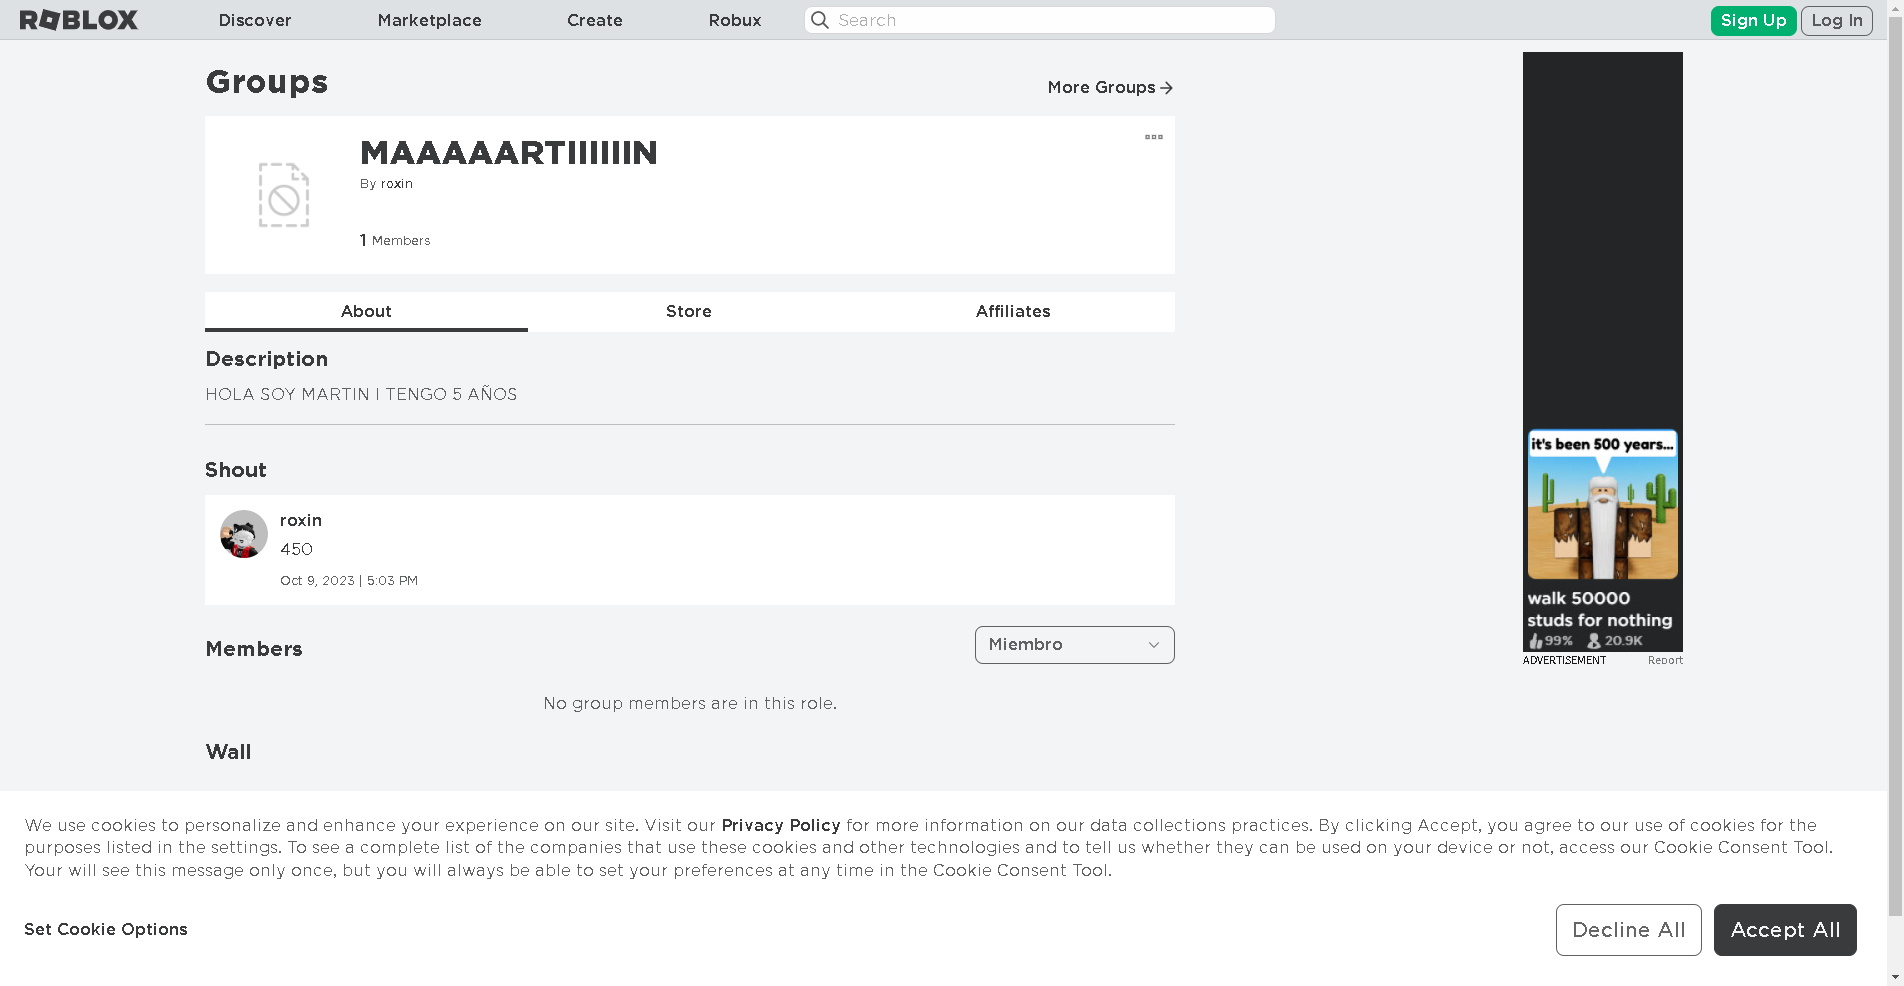 ROBLOX
Discover
Marketplace
Create
Robux
Search
Sign Up
Log In
Groups
More Groups
MAAAAARTIIIIIIN
By roxin
1 Members
About
Store
Affiliates
Description
HOLA SOY MARTIN I TENGO 5 AÑOS
Shout
roxin
450
Oct 9, 2023 | 5:03 PM
Members
Miembro
No group members are in this role.
Wall
it's been 500 years...
walk 50000
studs for nothing
99% 20.9K
ADVERTISEMENT
Report
We use cookies to personalize and enhance your experience on our site. Visit our Privacy Policy for more information on our data collections practices. By clicking Accept, you agree to our use of cookies for the
purposes listed in the settings. To see a complete list of the companies that use these cookies and other technologies and to tell us whether they can be used on your device or not, access our Cookie Consent Tool.
Your will see this message only once, but you will always be able to set your preferences at any time in the Cookie Consent Tool.
Set Cookie Options
Decline All
Accept All